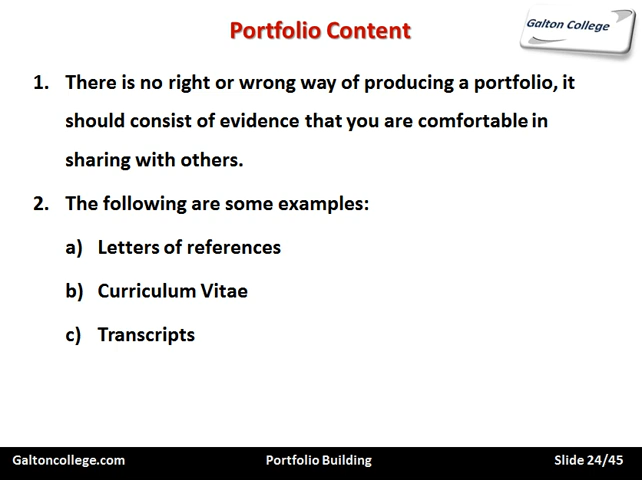 Portfolio Content
Galton College
1. There is no right or wrong way of producing a portfolio, it
should consist of evidence that you are comfortable in
sharing with others.
2. The following are some examples:
a) Letters of references
b) Curriculum Vitae
c) Transcripts
Galtoncollege.com
Portfolio Building
Slide 24/45